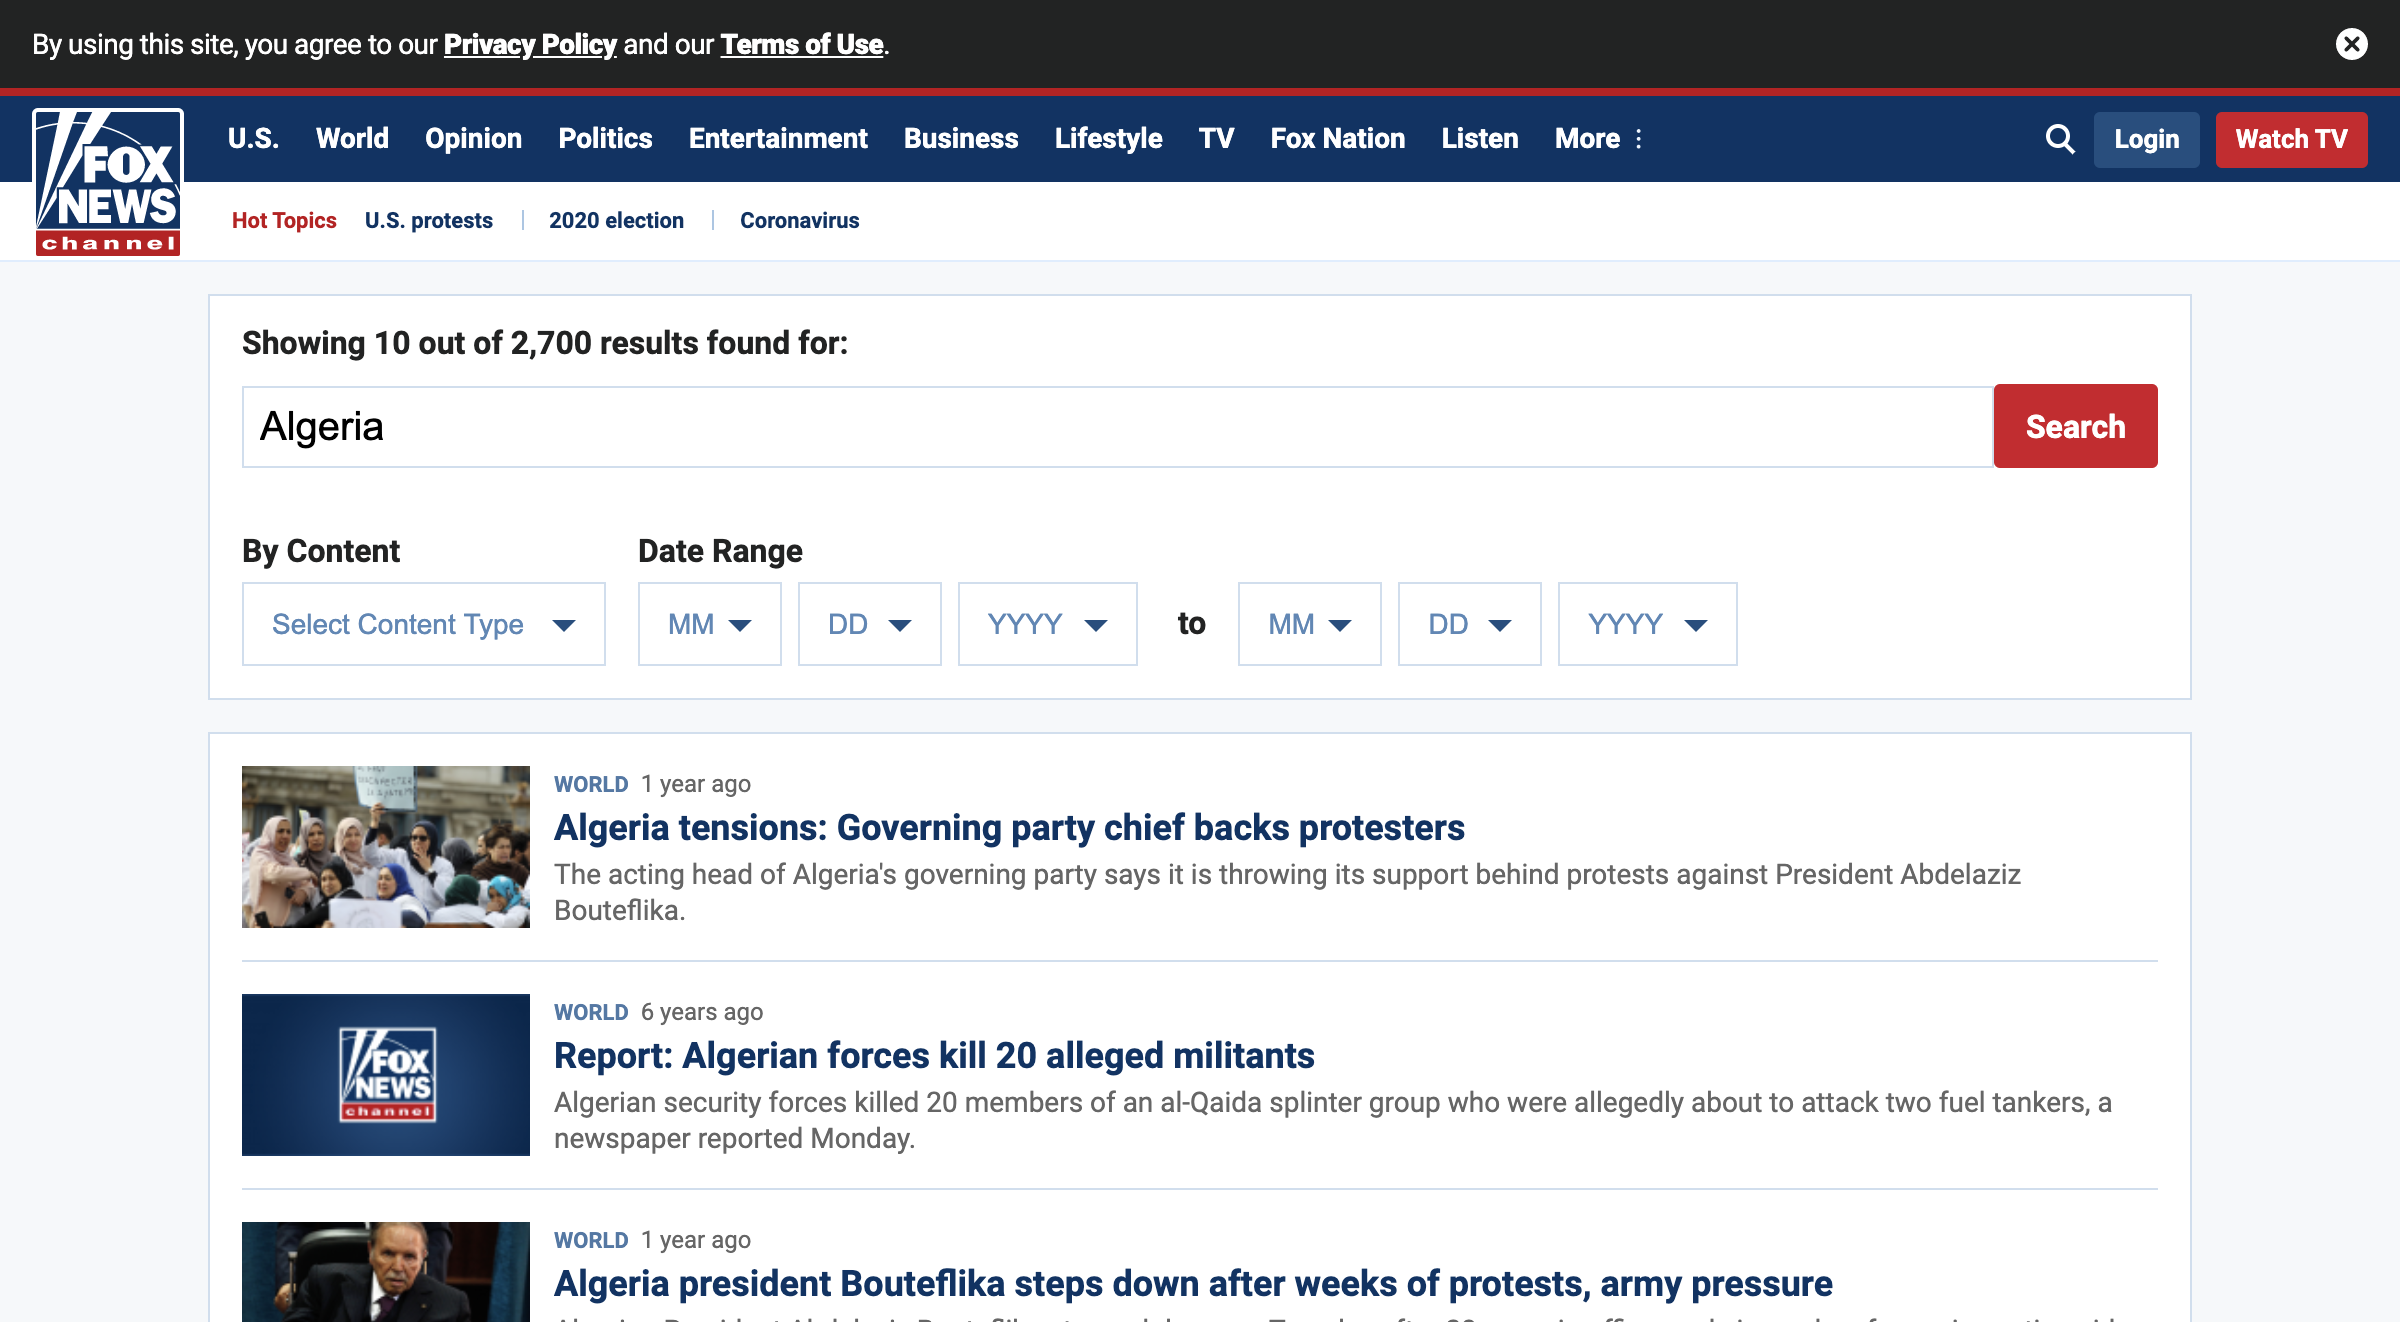 By using this site, you agree to our Privacy Policy and our Terms of Use.
FOX NEWS channel
U.S. World Opinion Politics Entertainment Business Lifestyle TV Fox Nation Listen More
Login
Watch TV
Hot Topics U.S. protests 2020 election Coronavirus
Showing 10 out of 2,700 results found for:
Algeria
Search
By Content
Date Range
Select Content Type MM DD YYYY to MM DD YYYY
WORLD 1 year ago
Algeria tensions: Governing party chief backs protesters
The acting head of Algeria's governing party says it is throwing its support behind protests against President Abdelaziz
Bouteflika.
FOX NEWS channel
WORLD 6 years ago
Report: Algerian forces kill 20 alleged militants
Algerian security forces killed 20 members of an al-Qaida splinter group who were allegedly about to attack two fuel tankers, a
newspaper reported Monday.
WORLD 1 year ago
Algeria president Bouteflika steps down after weeks of protests, army pressure